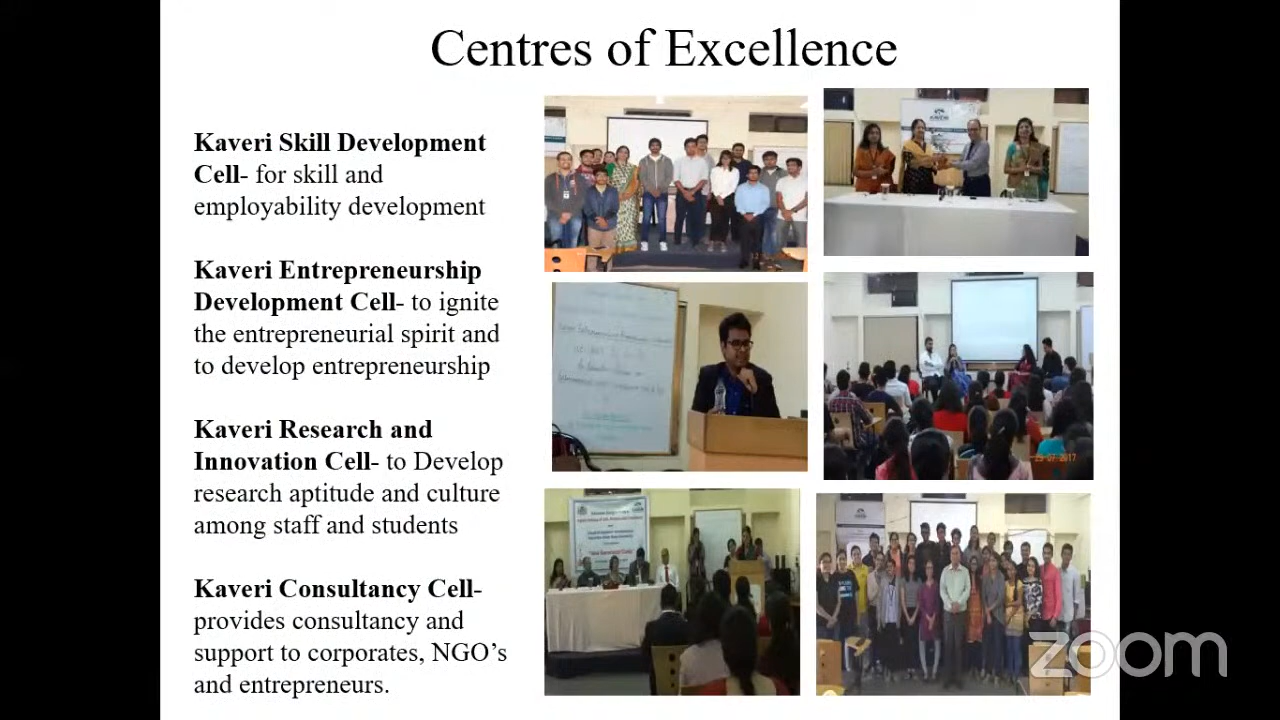 Centres of Excellence
Kaveri Skill Development
Cell- for skill and
employability development
Kaveri Entrepreneurship
Development Cell- to ignite
the entrepreneurial spirit and
to develop entrepreneurship
Kaveri Research and
Innovation Cell- to Develop
research aptitude and culture
among staff and students
Kaveri Consultancy Cell-
provides consultancy and
support to corporates, NGO’s
and entrepreneurs.
KAVERI
2017
zoom